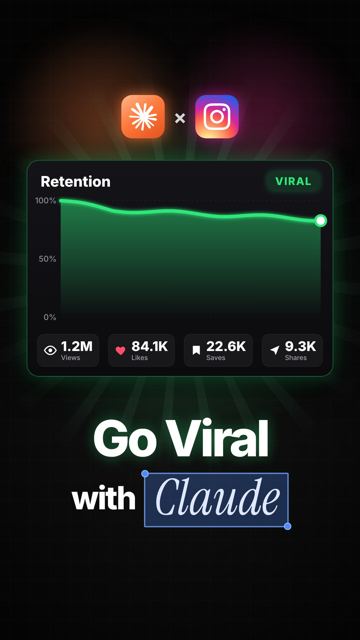 ×
Retention
VIRAL
100%
50%
0%
1.2M
Views
84.1K
Likes
22.6K
Saves
9.3K
Shares
Go Viral
with Claude